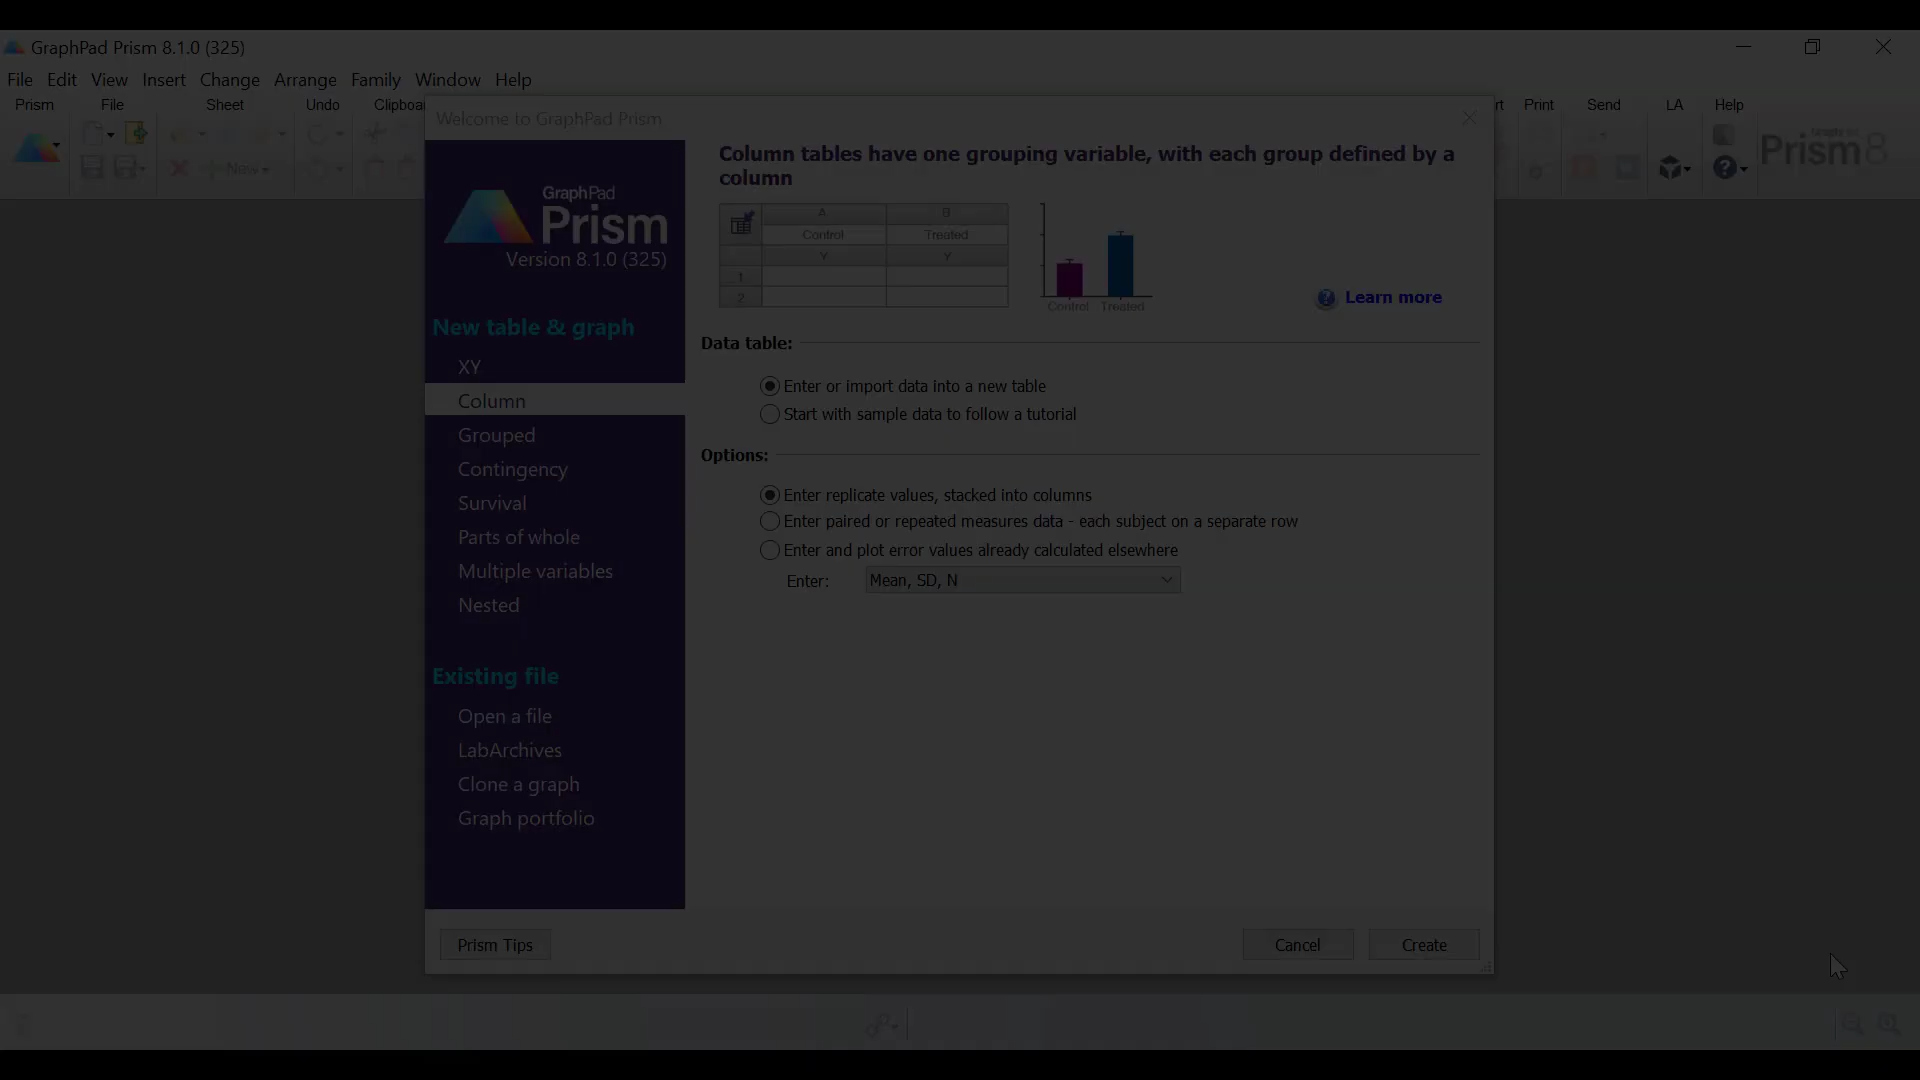 GraphPad Prism 8.1.0 (325)
File Edit View Insert Change Arrange Family Window Help
Prism File Sheet Undo Print Send LA Help
New
GraphPad
Prism 8
Welcome to GraphPad Prism
GraphPad
Prism
Version 8.1.0 (325)
New table & graph
XY
Column
Grouped
Contingency
Survival
Parts of whole
Multiple variables
Nested
Existing file
Open a file
LabArchives
Clone a graph
Graph portfolio
Column tables have one grouping variable, with each group defined by a
column
A B
Control Treated
Y Y
1
2
Control Treated
Learn more
Data table:
Enter or import data into a new table
Start with sample data to follow a tutorial
Options:
Enter replicate values, stacked into columns
Enter paired or repeated measures data - each subject on a separate row
Enter and plot error values already calculated elsewhere
Enter: Mean, SD, N
Prism Tips Cancel Create